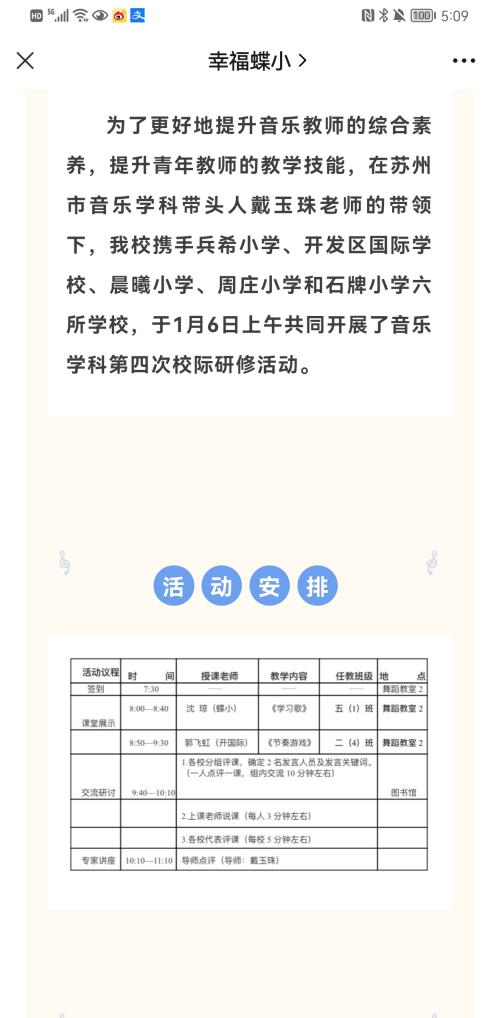 HD 5G 100 5:09
幸福蝶小
为了更好地提升音乐教师的综合素
养，提升青年教师的教学技能，在苏州
市音乐学科带头人戴玉珠老师的带领
下，我校携手兵希小学、开发区国际学
校、晨曦小学、周庄小学和石牌小学六
所学校，于1月6日上午共同开展了音乐
学科第四次校际研修活动。
活动安排
活动议程 时 间 授课老师 教学内容 任教班级 地 点
签到 7:30 —— —— —— 舞蹈教室 2
课堂展示 8:00—8:40 沈 琼（蝶小） 《学习歌》 五（1）班 舞蹈教室 2
8:50—9:30 郭飞虹（开国际） 《节奏游戏》 二（4）班 舞蹈教室 2
交流研讨 9:40—10:10 1.各校分组评课，确定 2 名发言人员及发言关键词。
（一人点评一课，组内交流 10 分钟左右） 图书馆
2.上课老师说课（每人 3 分钟左右）
3.各校代表评课（每校 5 分钟左右）
专家讲座 10:10—11:10 导师点评（导师：戴玉珠）